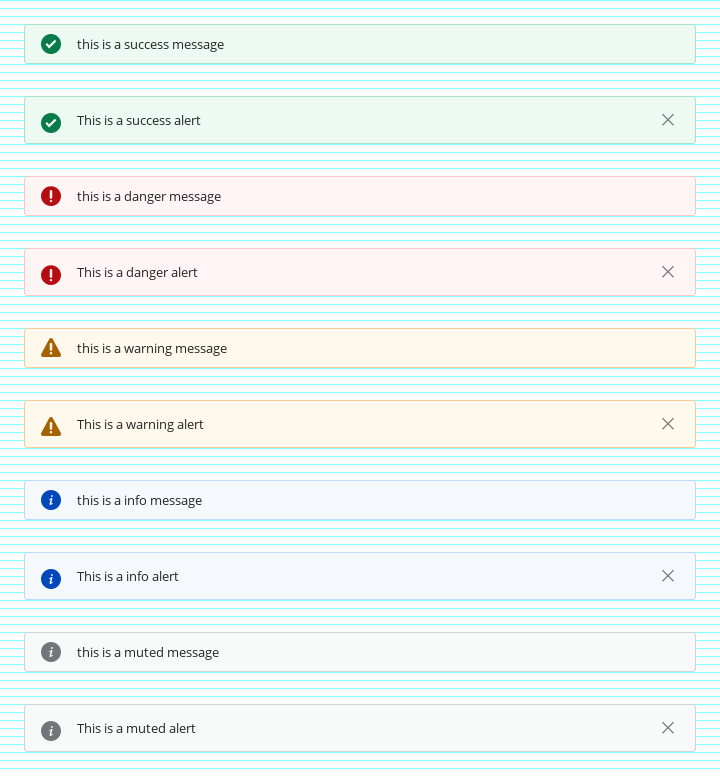 this is a success message
This is a success alert
this is a danger message
This is a danger alert
this is a warning message
This is a warning alert
this is a info message
This is a info alert
this is a muted message
This is a muted alert